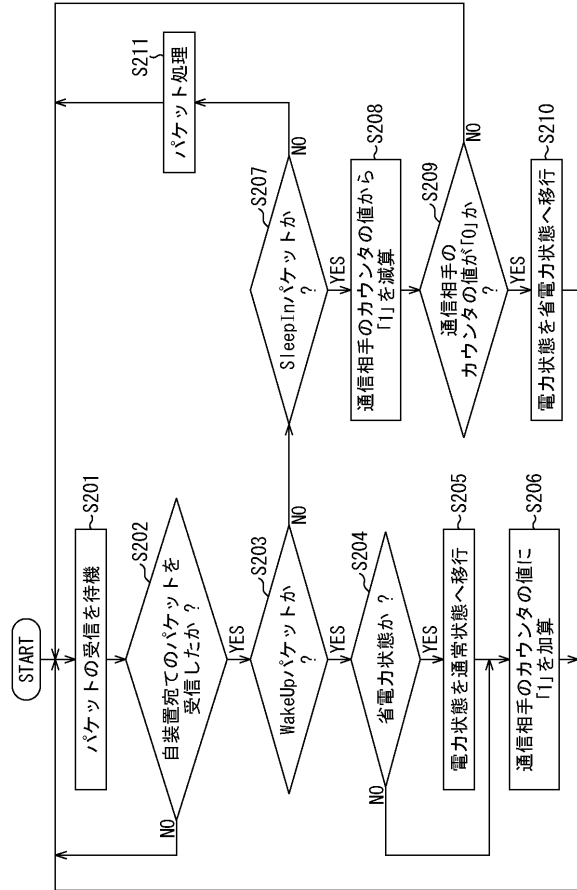 START
パケットの受信を待機
S201
自装置宛てのパケットを
受信したか ?
S202
NO
YES
WakeUpパケットか
?
S203
NO
YES
省電力状態か ?
S204
NO
YES
電力状態を通常状態へ移行
S205
通信相手のカウンタの値に
「1」を加算
S206
SleepInパケットか
?
S207
NO
YES
パケット処理
S211
通信相手のカウンタの値から
「1」を減算
S208
通信相手の
カウンタの値が「0」か
?
S209
NO
YES
電力状態を省電力状態へ移行
S210